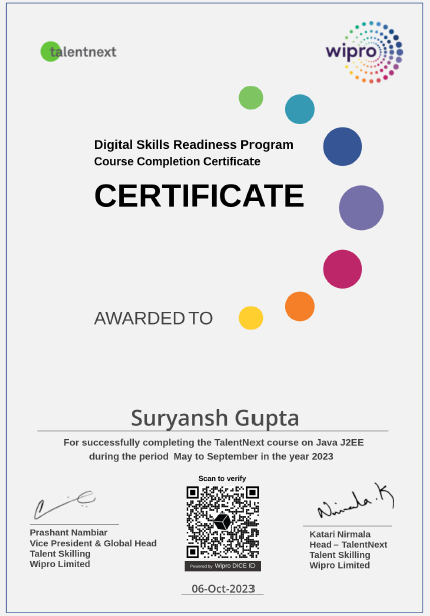 talentnext
wipro
Digital Skills Readiness Program
Course Completion Certificate
CERTIFICATE
AWARDED TO
Suryansh Gupta
For successfully completing the TalentNext course on Java J2EE
during the period May to September in the year 2023
Scan to verify
Powered by Wipro DICE ID
Prashant Nambiar
Vice President & Global Head
Talent Skilling
Wipro Limited
Nirmala.K
Katari Nirmala
Head – TalentNext
Talent Skilling
Wipro Limited
06-Oct-2023